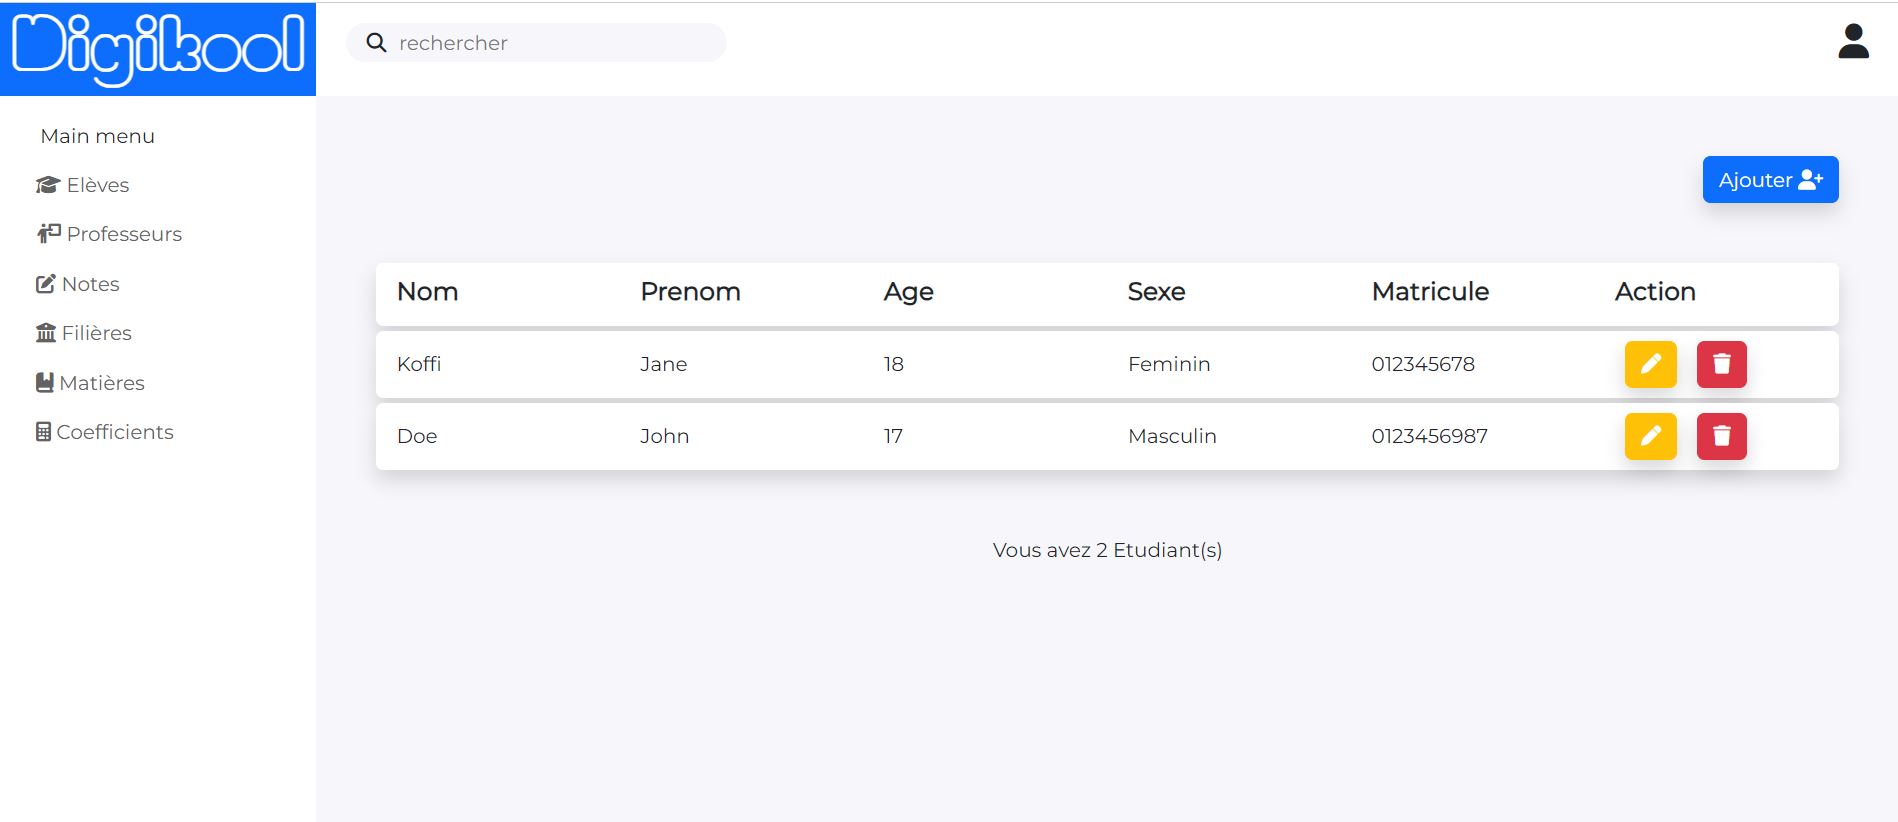 Digikool
rechercher
Main menu
Elèves
Professeurs
Notes
Filières
Matières
Coefficients
Ajouter
Nom Prenom Age Sexe Matricule Action
Koffi Jane 18 Feminin 012345678
Doe John 17 Masculin 0123456987
Vous avez 2 Etudiant(s)